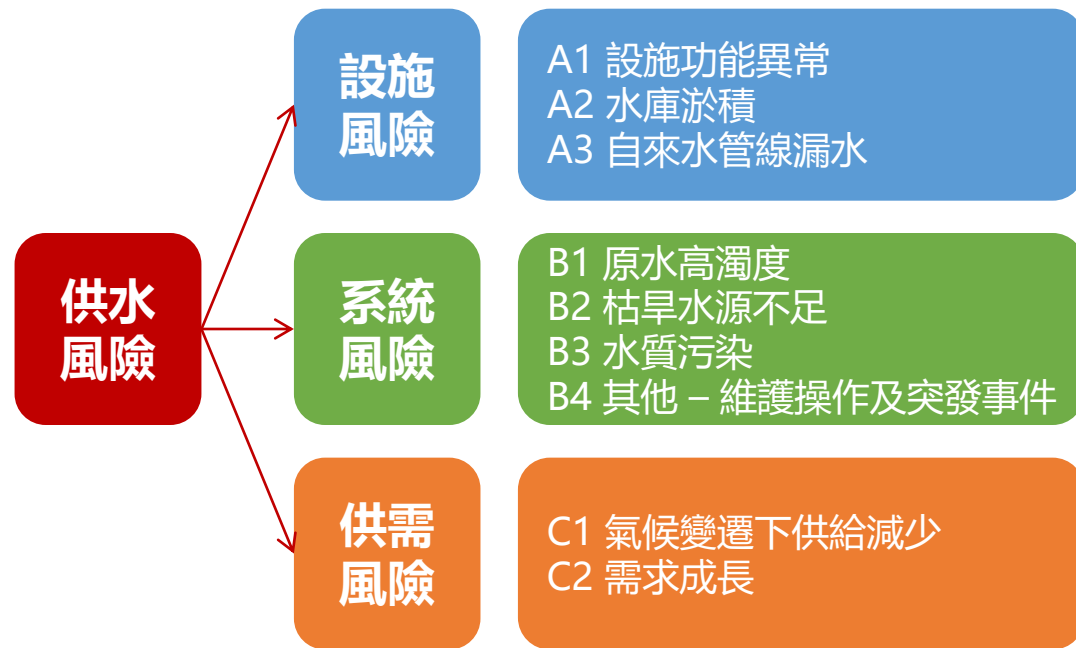 供水
風險
設施
風險
A1 設施功能異常
A2 水庫淤積
A3 自來水管線漏水
系統
風險
B1 原水高濁度
B2 枯旱水源不足
B3 水質污染
B4 其他 – 維護操作及突發事件
供需
風險
C1 氣候變遷下供給減少
C2 需求成長